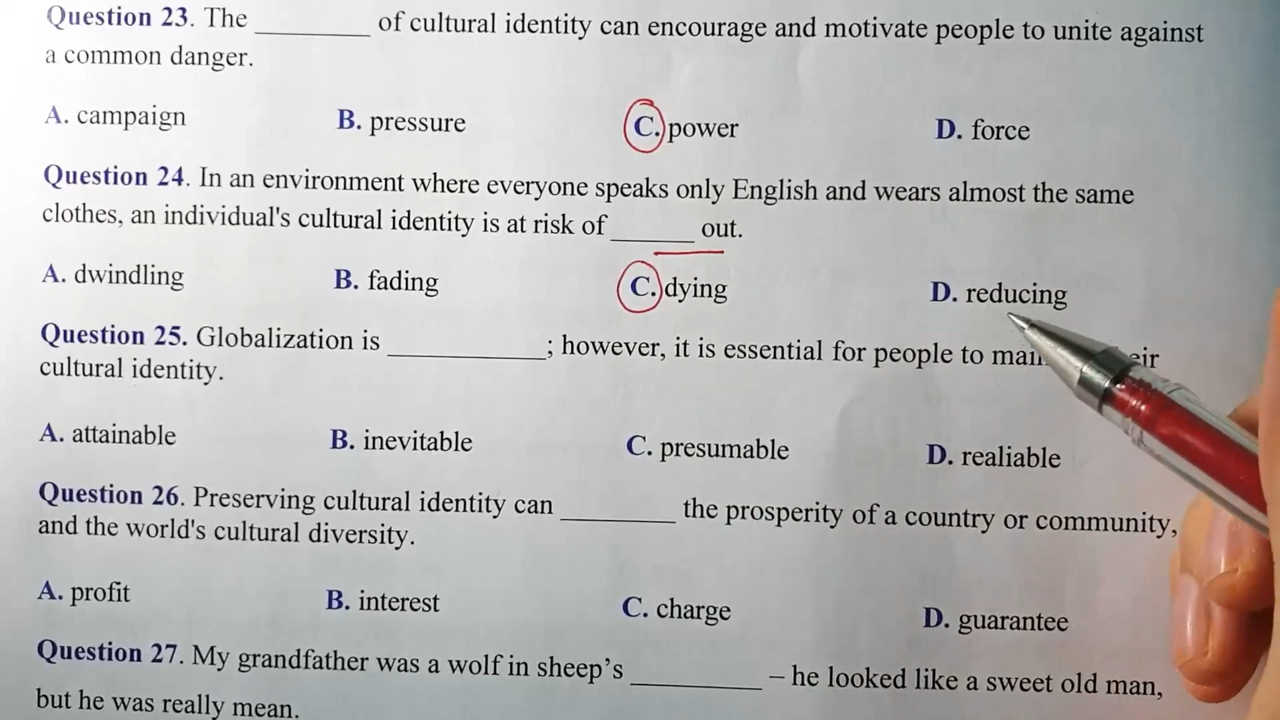 Question 23. The ________ of cultural identity can encourage and motivate people to unite against
a common danger.
A. campaign B. pressure C. power D. force
Question 24. In an environment where everyone speaks only English and wears almost the same
clothes, an individual's cultural identity is at risk of ______ out.
A. dwindling B. fading C. dying D. reducing
Question 25. Globalization is ___________; however, it is essential for people to
cultural identity.
A. attainable B. inevitable C. presumable D. realiable
Question 26. Preserving cultural identity can ________ the prosperity of a country or community,
and the world's cultural diversity.
A. profit B. interest C. charge D. guarantee
Question 27. My grandfather was a wolf in sheep’s _________ – he looked like a sweet old man,
but he was really mean.